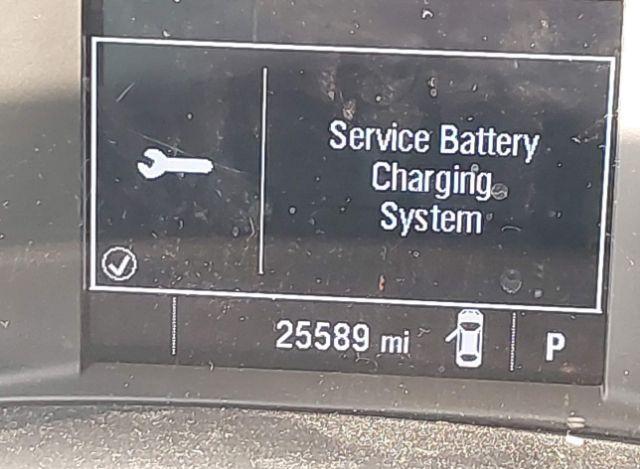 Service Battery
Charging
System
25589 mi
P